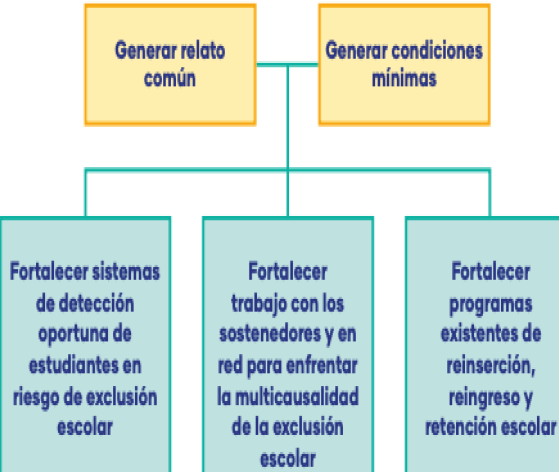 Generar relato
común
Generar condiciones
mínimas
Fortalecer sistemas
de detección
oportuna de
estudiantes en
riesgo de exclusión
escolar
Fortalecer
trabajo con los
sostenedores y en
red para enfrentar
la multicausalidad
de la exclusión
escolar
Fortalecer
programas
existentes de
reinserción,
reingreso y
retención escolar